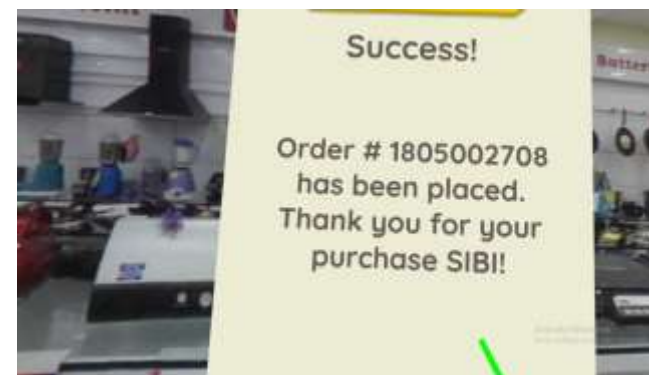 Success!
Order # 1805002708
has been placed.
Thank you for your
purchase SIBI!